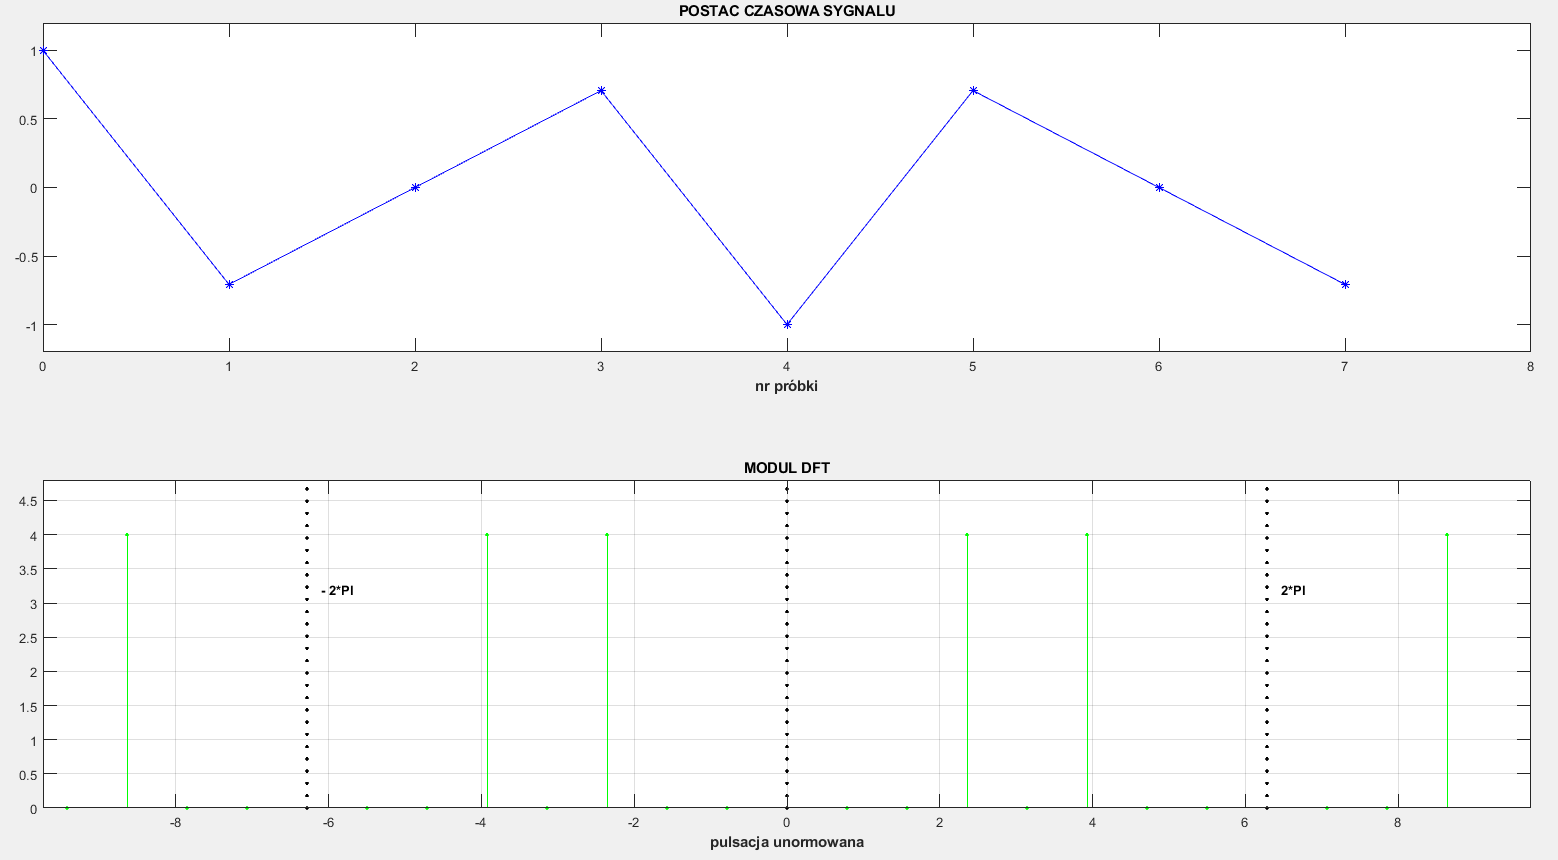 POSTAC CZASOWA SYGNALU
1
0.5
0
-0.5
-1
0 1 2 3 4 5 6 7 8
nr próbki
MODUL DFT
4.5
4
3.5
3
2.5
2
1.5
1
0.5
0
- 2*PI
2*PI
-8 -6 -4 -2 0 2 4 6 8
pulsacja unormowana